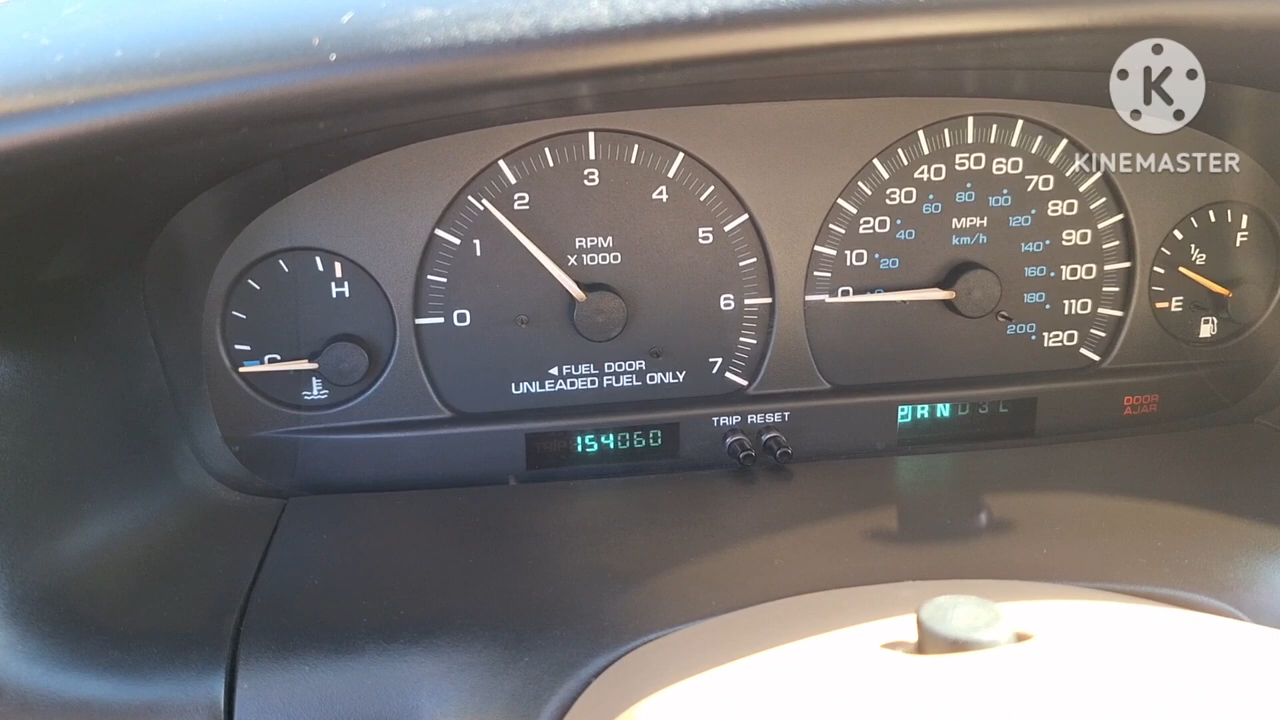 K
KINEMASTER
H
C
0
1
2
3
4
5
6
7
RPM
X 1000
◄ FUEL DOOR
UNLEADED FUEL ONLY
0
10
20
30
40
50
60
70
80
90
100
110
120
20
40
60
80
100
120
140
160
180
200
MPH
km/h
F
1/2
E
TRIP RESET
TRIP 154060
P R N D 3 L
DOOR
AJAR